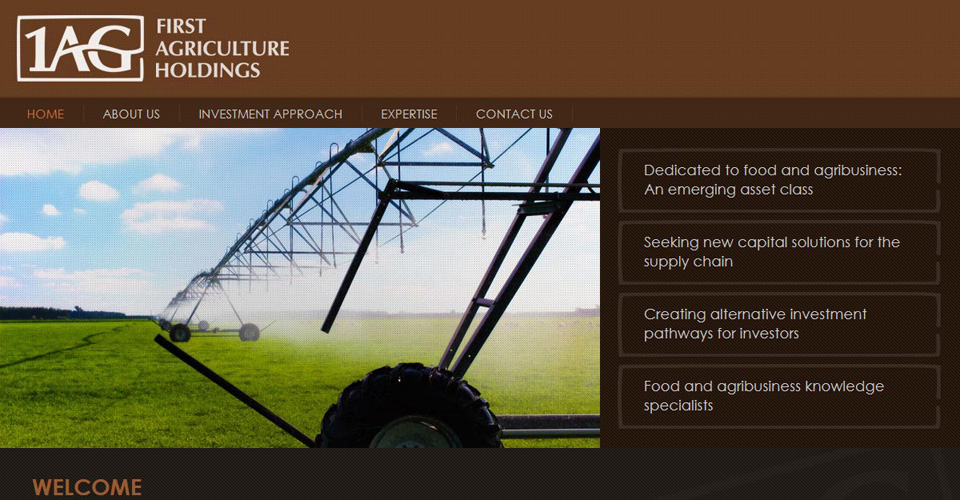 1AG
FIRST
AGRICULTURE
HOLDINGS
HOME
ABOUT US
INVESTMENT APPROACH
EXPERTISE
CONTACT US
Dedicated to food and agribusiness:
An emerging asset class
Seeking new capital solutions for the
supply chain
Creating alternative investment
pathways for investors
Food and agribusiness knowledge
specialists
WELCOME